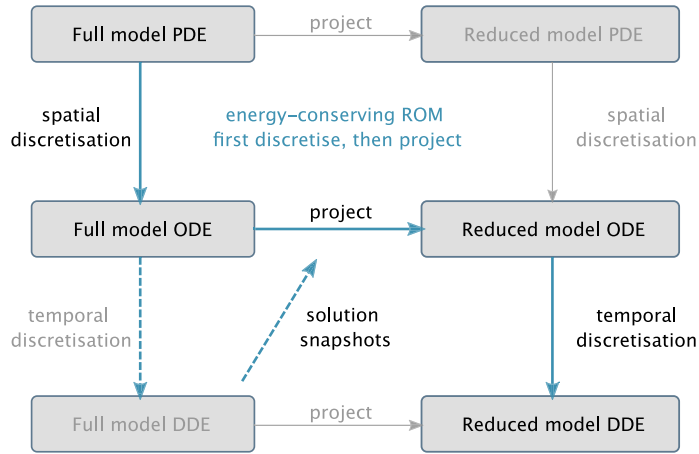 Full model PDE
project
Reduced model PDE
spatial
discretisation
energy–conserving ROM
first discretise, then project
spatial
discretisation
Full model ODE
project
Reduced model ODE
temporal
discretisation
solution
snapshots
temporal
discretisation
Full model DDE
project
Reduced model DDE